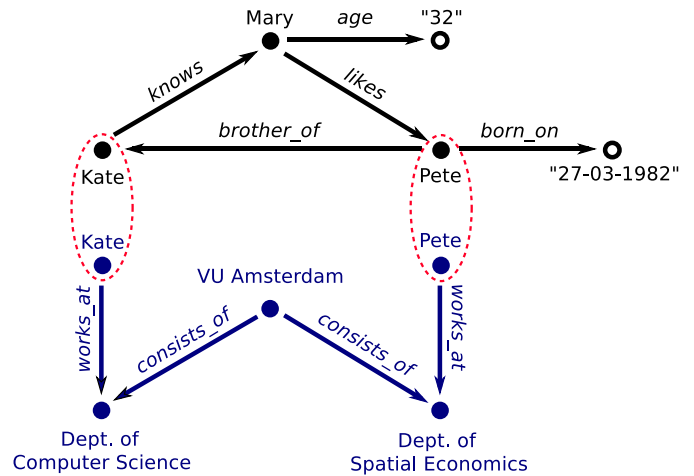 Mary
age
"32"
knows
likes
brother_of
born_on
Kate
Pete
"27-03-1982"
Kate
Pete
VU Amsterdam
works_at
consists_of
consists_of
works_at
Dept. of
Computer Science
Dept. of
Spatial Economics